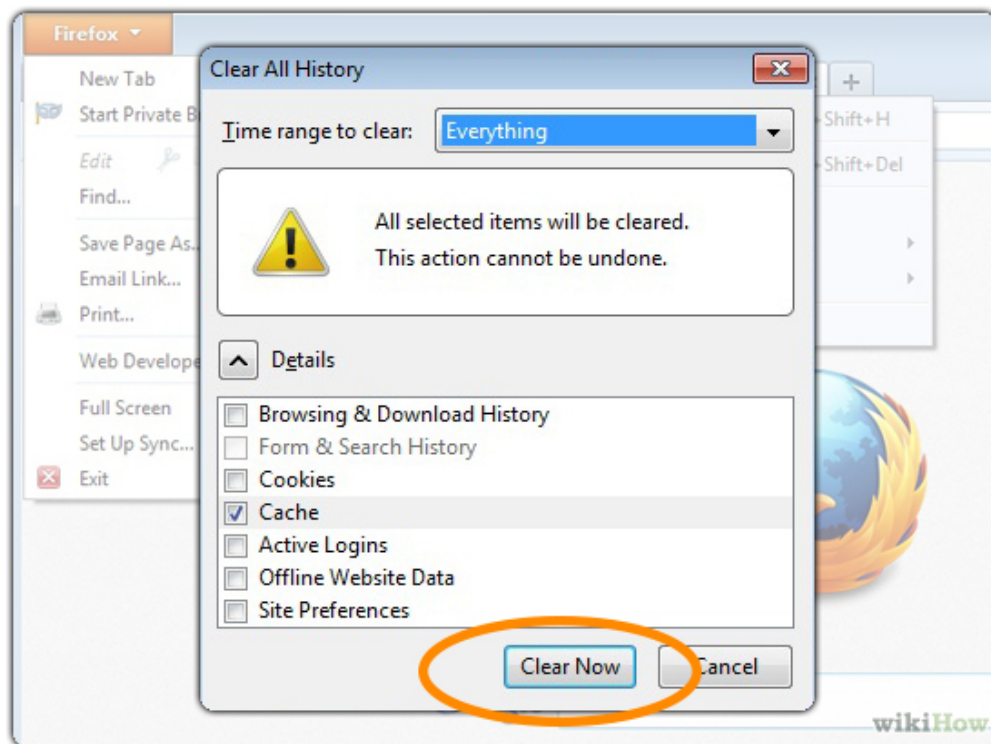 Firefox
Clear All History
New Tab
Start Private B
Time range to clear: Everything
+Shift+H
Edit
+Shift+Del
Find...
All selected items will be cleared.
This action cannot be undone.
Save Page As..
Email Link...
Print...
Web Develope
Details
Full Screen
Browsing & Download History
Set Up Sync...
Form & Search History
Exit
Cookies
Cache
Active Logins
Offline Website Data
Site Preferences
Clear Now
Cancel
wikiHow